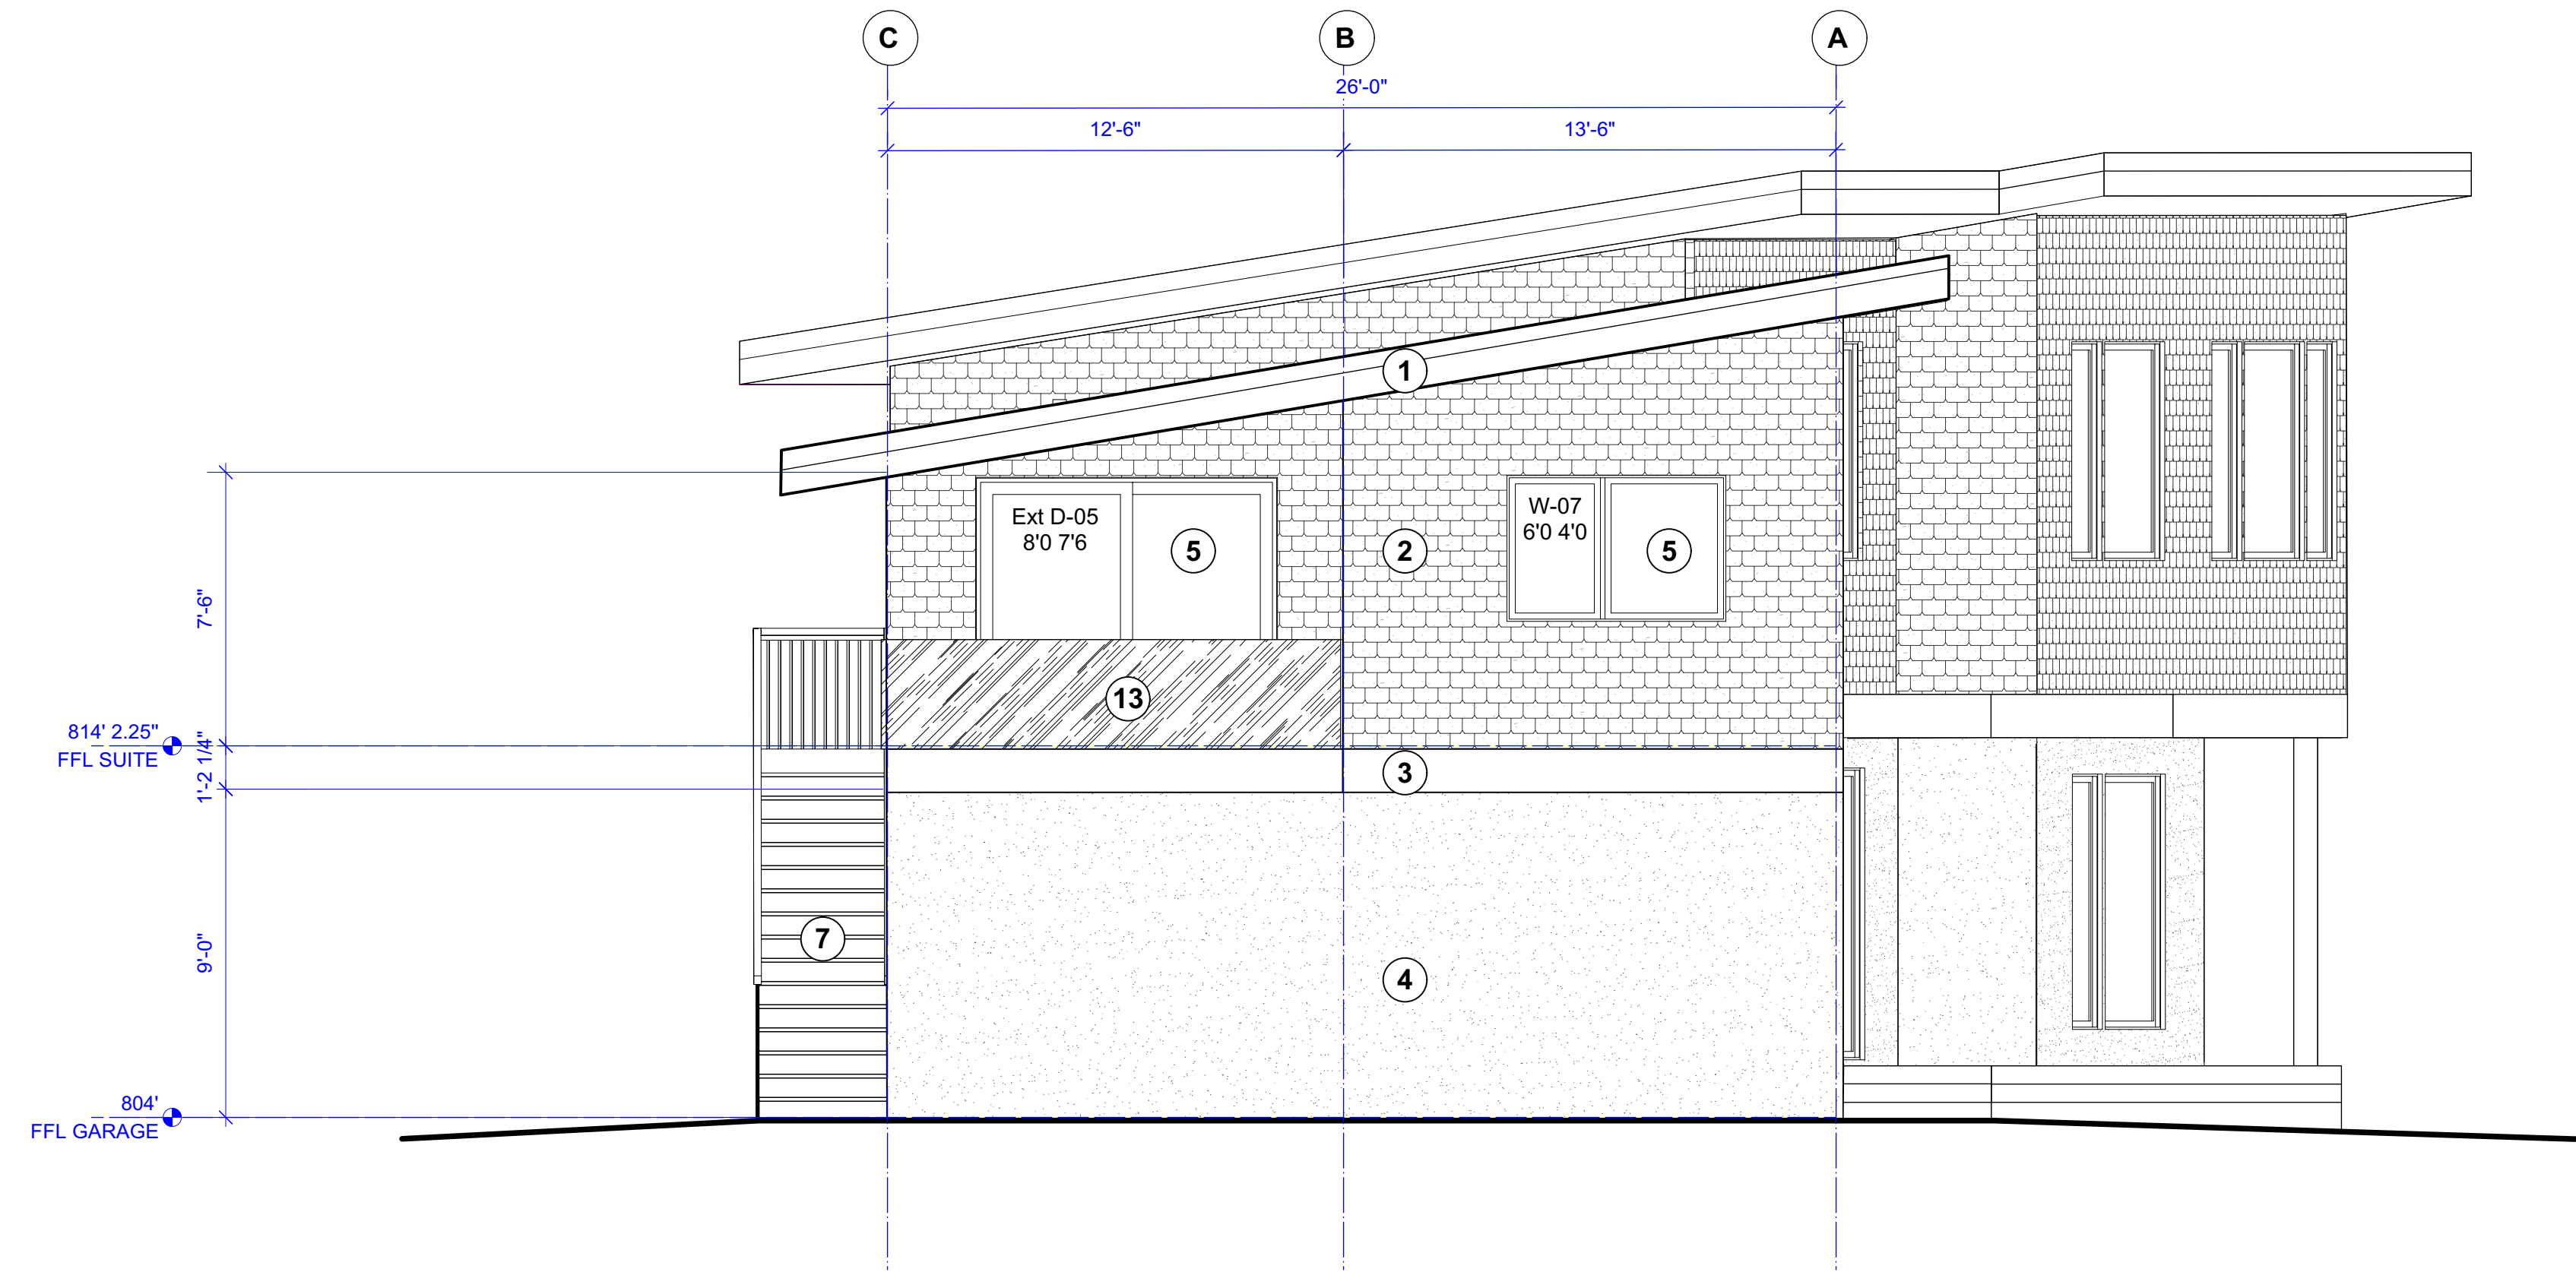 C
B
A
26'-0"
12'-6"
13'-6"
1
Ext D-05
8'0 7'6
5
2
W-07
6'0 4'0
5
7'-6"
13
814' 2.25"
FFL SUITE
1'-2 1/4"
3
9'-0"
7
4
804'
FFL GARAGE